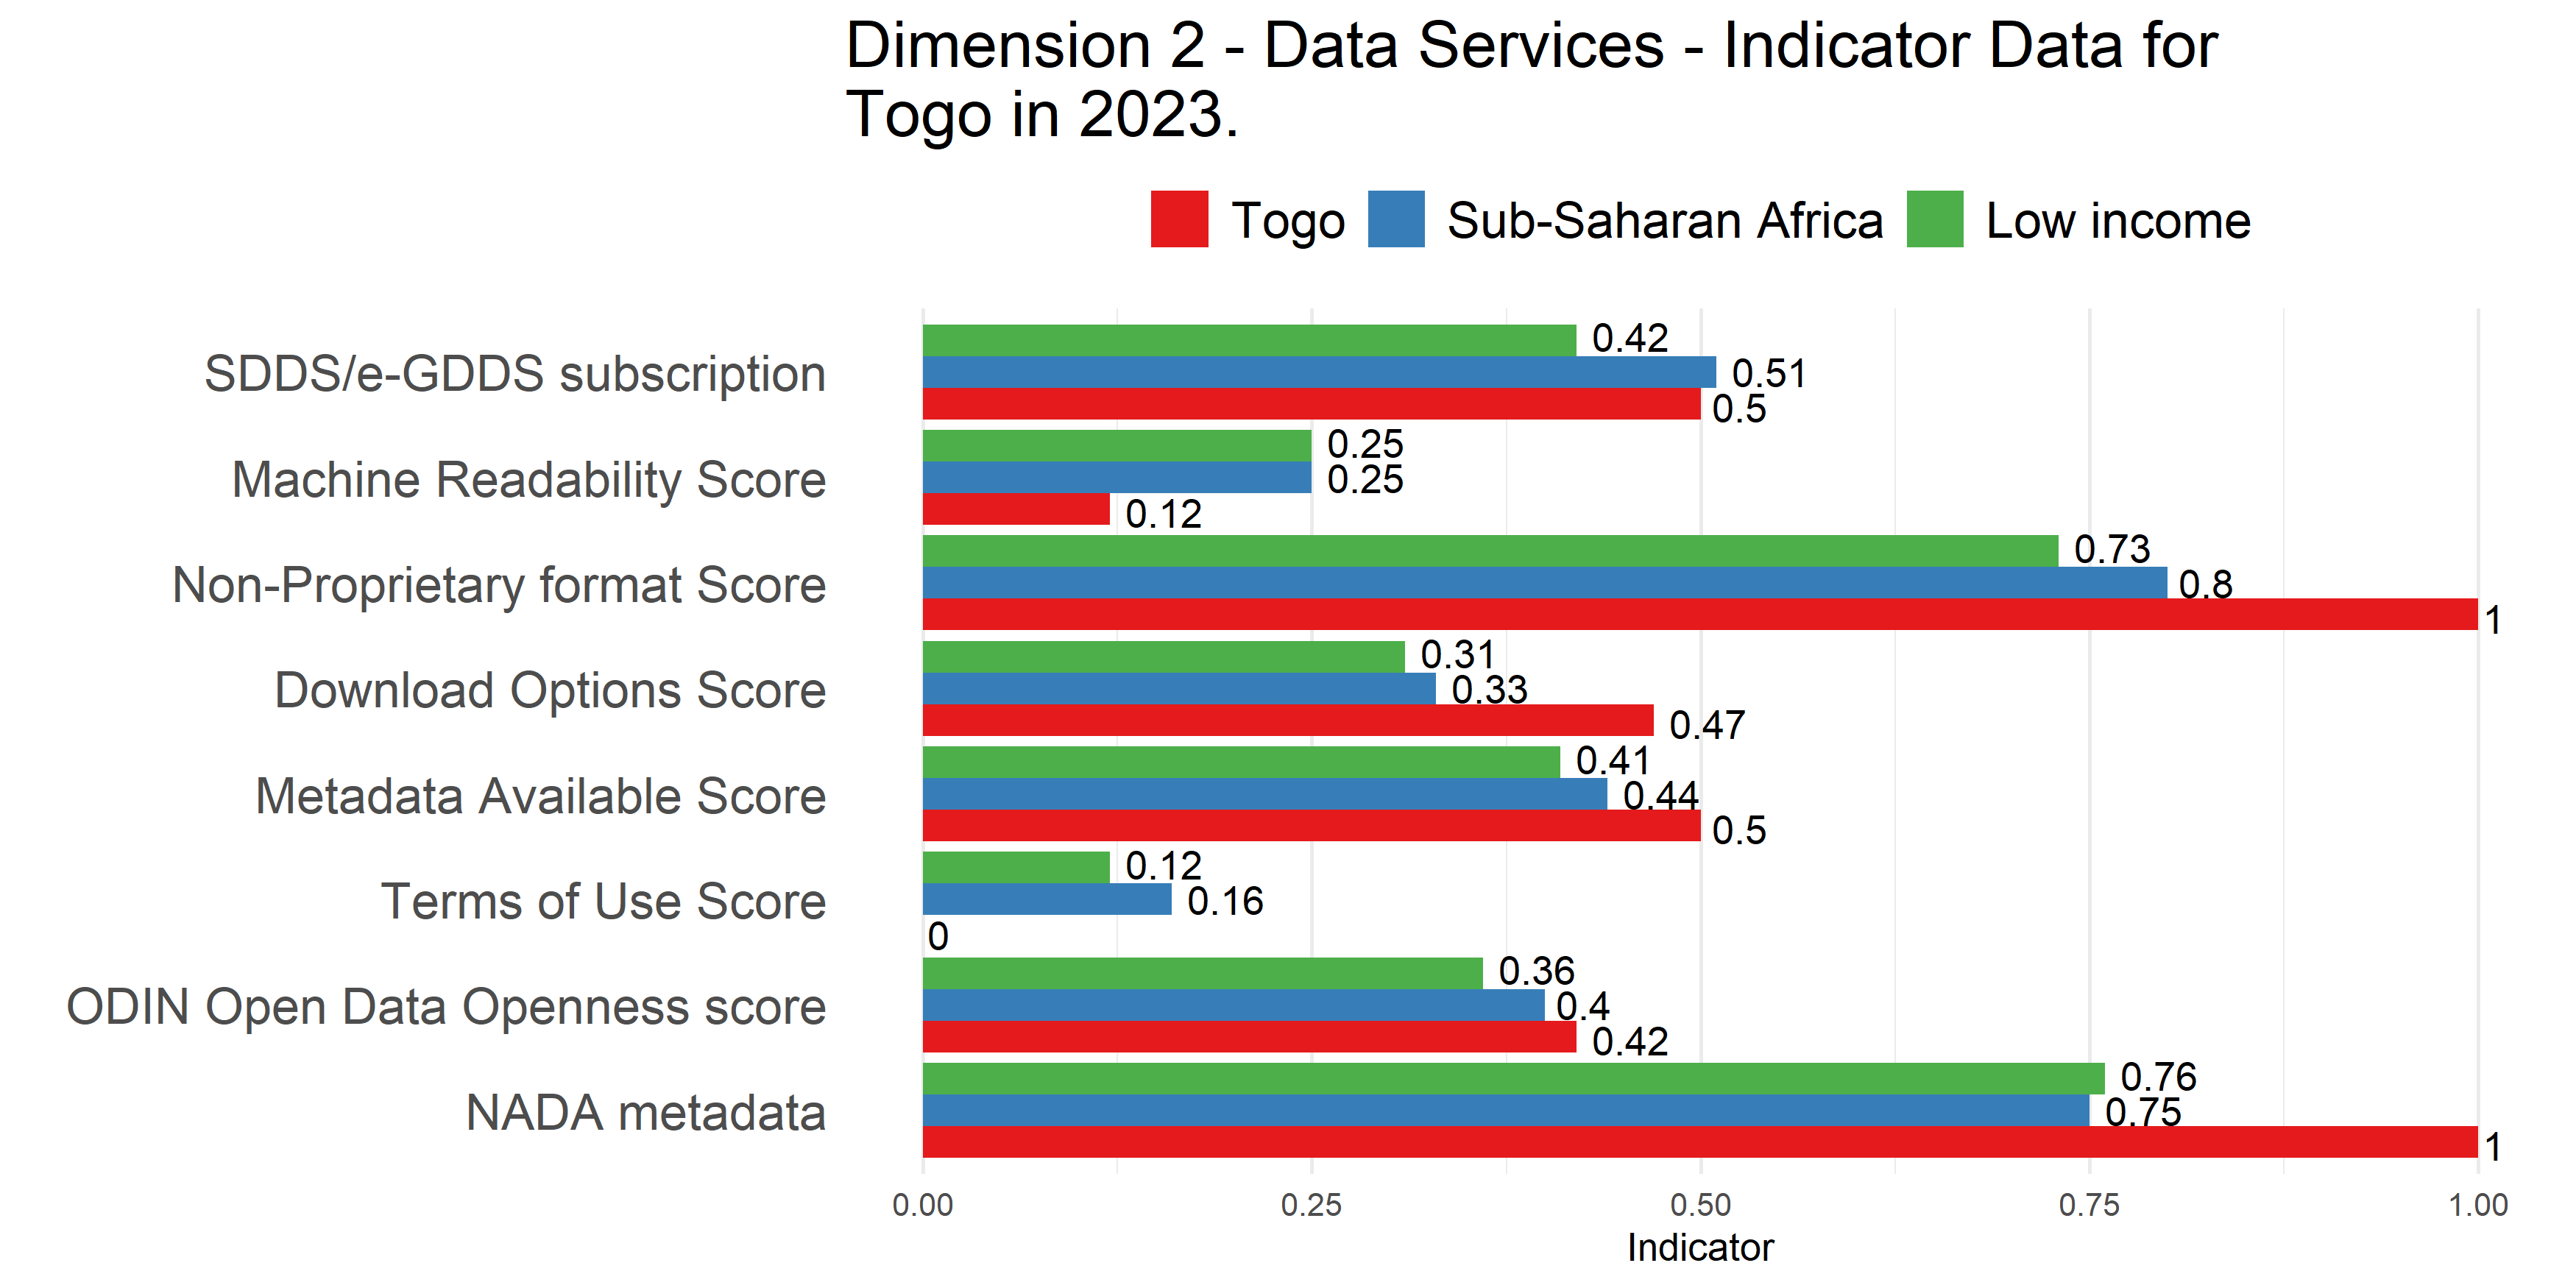 Dimension 2 - Data Services - Indicator Data for
Togo in 2023.
Togo Sub-Saharan Africa Low income
SDDS/e-GDDS subscription
0.42
0.51
0.5
Machine Readability Score
0.25
0.25
0.12
Non-Proprietary format Score
0.73
0.8
1
Download Options Score
0.31
0.33
0.47
Metadata Available Score
0.41
0.44
0.5
Terms of Use Score
0.12
0.16
0
ODIN Open Data Openness score
0.36
0.4
0.42
NADA metadata
0.76
0.75
1
0.00 0.25 0.50 0.75 1.00
Indicator